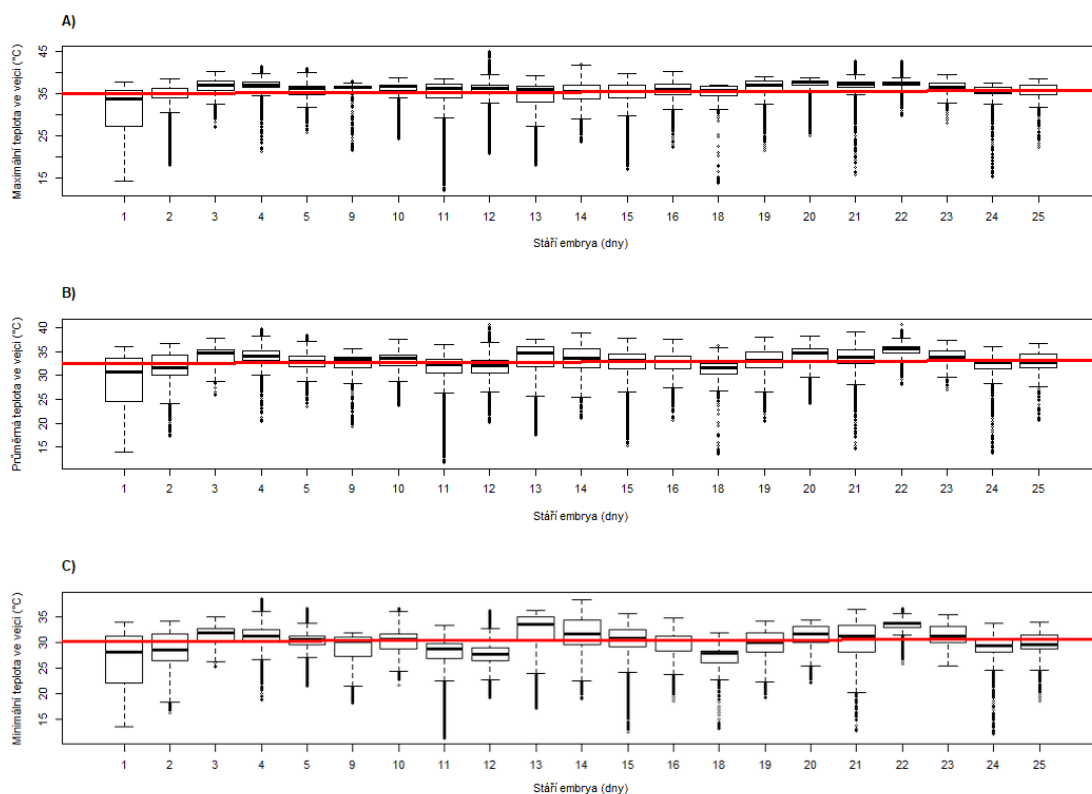 A)
Maximální teplota ve vejci (°C)
45
35
25
15
1 2 3 4 5 9 10 11 12 13 14 15 16 18 19 20 21 22 23 24 25
Stáří embrya (dny)
B)
Průměrná teplota ve vejci (°C)
40
35
30
25
15
1 2 3 4 5 9 10 11 12 13 14 15 16 18 19 20 21 22 23 24 25
Stáří embrya (dny)
C)
Minimální teplota ve vejci (°C)
35
30
25
15
1 2 3 4 5 9 10 11 12 13 14 15 16 18 19 20 21 22 23 24 25
Stáří embrya (dny)